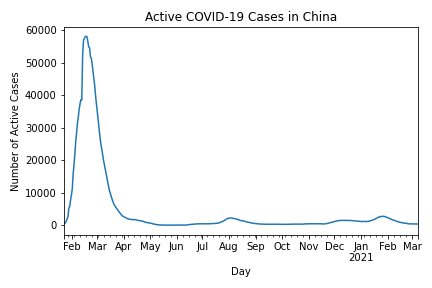 Active COVID-19 Cases in China
Number of Active Cases
60000
50000
40000
30000
20000
10000
0
Feb Mar Apr May Jun Jul Aug Sep Oct Nov Dec Jan Feb Mar
2021
Day